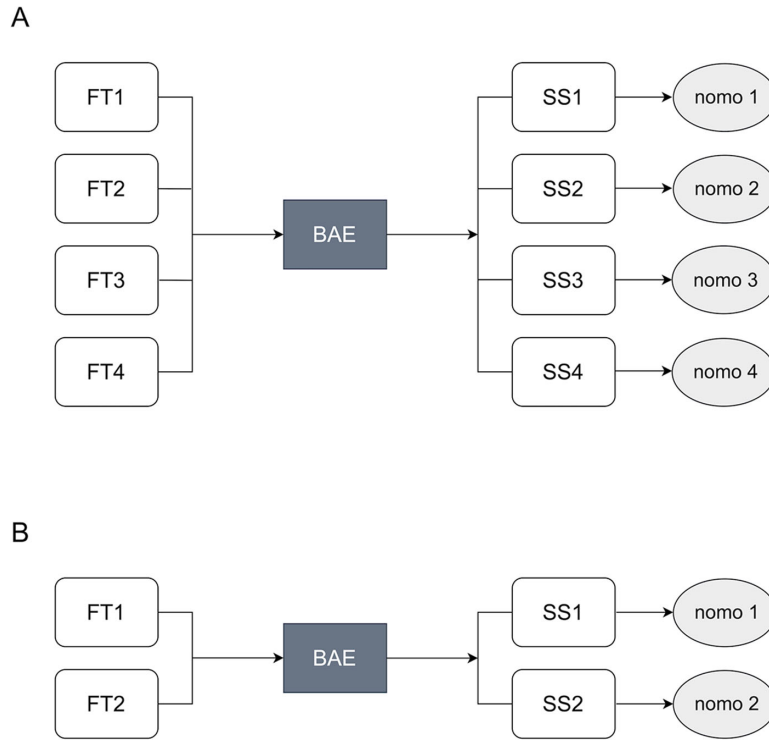 A
FT1
SS1
nomo 1
FT2
SS2
nomo 2
BAE
FT3
SS3
nomo 3
FT4
SS4
nomo 4
B
FT1
SS1
nomo 1
BAE
FT2
SS2
nomo 2